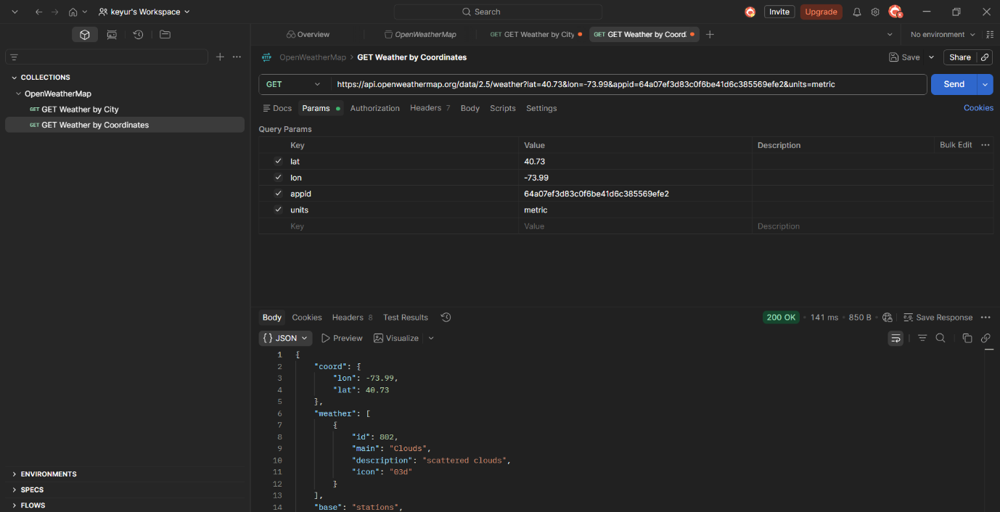 keyur's Workspace
Search
Invite
Upgrade
Overview
OpenWeatherMap
GET GET Weather by City
GET GET Weather by Coord
No environment
COLLECTIONS
OpenWeatherMap
GET GET Weather by City
GET GET Weather by Coordinates
ENVIRONMENTS
SPECS
FLOWS
HTTP OpenWeatherMap > GET Weather by Coordinates
Save
Share
GET https://api.openweathermap.org/data/2.5/weather?lat=40.73&lon=-73.99&appid=64a07ef3d83c0f6be41d6c385569efe2&units=metric
Send
Docs Params Authorization Headers 7 Body Scripts Settings
Cookies
Query Params
Key Value Description Bulk Edit
lat 40.73
lon -73.99
appid 64a07ef3d83c0f6be41d6c385569efe2
units metric
Key Value Description
Body Cookies Headers 8 Test Results
200 OK • 141 ms • 850 B • e.g. Save Response
{} JSON Preview Visualize
1 {
2 "coord": {
3 "lon": -73.99,
4 "lat": 40.73
5 },
6 "weather": [
7 {
8 "id": 802,
9 "main": "Clouds",
10 "description": "scattered clouds",
11 "icon": "03d"
12 }
13 ],
14 "base": "stations",